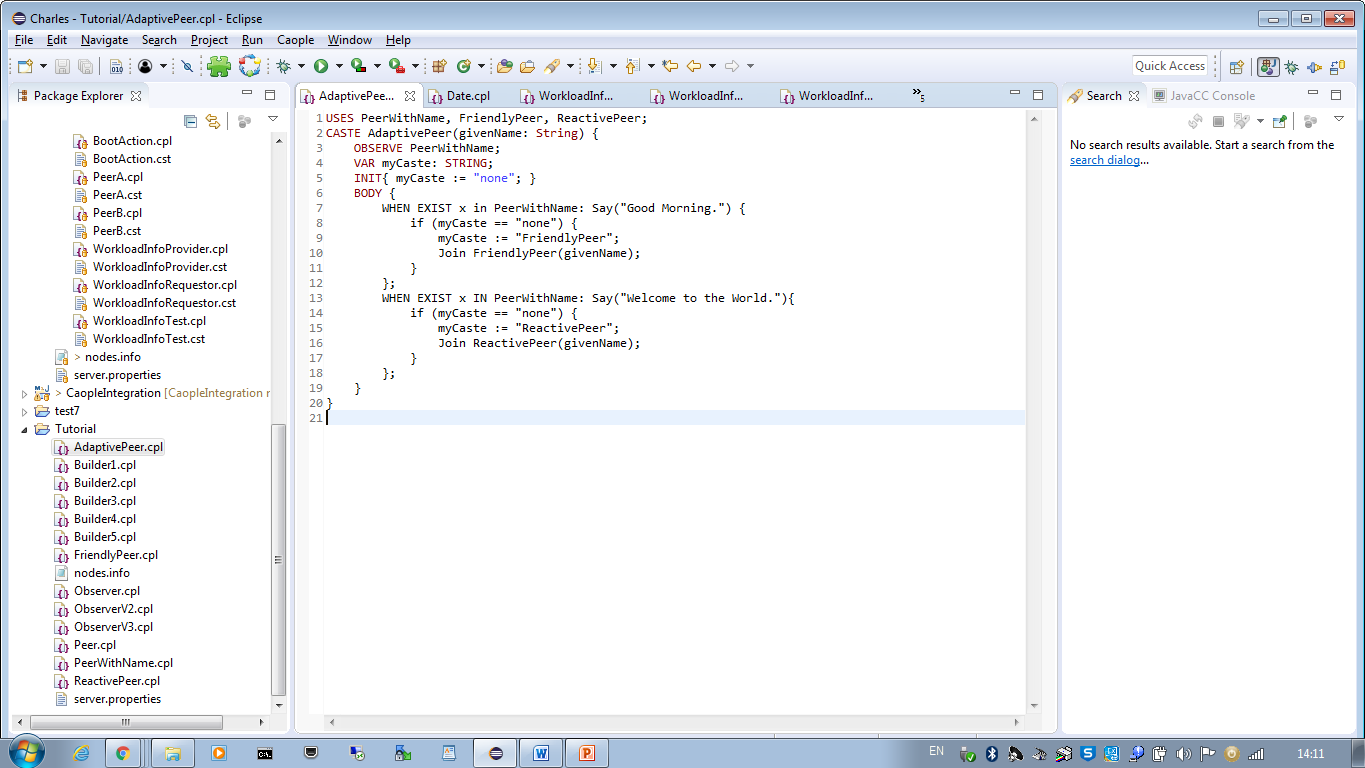 Charles - Tutorial/AdaptivePeer.cpl - Eclipse
File Edit Navigate Search Project Run Caople Window Help
Quick Access
Package Explorer
BootAction.cpl
BootAction.cst
PeerA.cpl
PeerA.cst
PeerB.cpl
PeerB.cst
WorkloadInfoProvider.cpl
WorkloadInfoProvider.cst
WorkloadInfoRequestor.cpl
WorkloadInfoRequestor.cst
WorkloadInfoTest.cpl
WorkloadInfoTest.cst
> nodes.info
server.properties
> CaopleIntegration [CaopleIntegration r
test7
Tutorial
AdaptivePeer.cpl
Builder1.cpl
Builder2.cpl
Builder3.cpl
Builder4.cpl
Builder5.cpl
FriendlyPeer.cpl
nodes.info
Observer.cpl
ObserverV2.cpl
ObserverV3.cpl
Peer.cpl
PeerWithName.cpl
ReactivePeer.cpl
server.properties
AdaptivePee... Date.cpl WorkloadInf... WorkloadInf... WorkloadInf... »5
1 USES PeerWithName, FriendlyPeer, ReactivePeer;
2 CASTE AdaptivePeer(givenName: String) {
3     OBSERVE PeerWithName;
4     VAR myCaste: STRING;
5     INIT{ myCaste := "none"; }
6     BODY {
7         WHEN EXIST x in PeerWithName: Say("Good Morning.") {
8             if (myCaste == "none") {
9                 myCaste := "FriendlyPeer";
10                 Join FriendlyPeer(givenName);
11             }
12         };
13         WHEN EXIST x IN PeerWithName: Say("Welcome to the World."){
14             if (myCaste == "none") {
15                 myCaste := "ReactivePeer";
16                 Join ReactivePeer(givenName);
17             }
18         };
19     }
20 }
21
Search JavaCC Console
No search results available. Start a search from the
search dialog...
EN 14:11